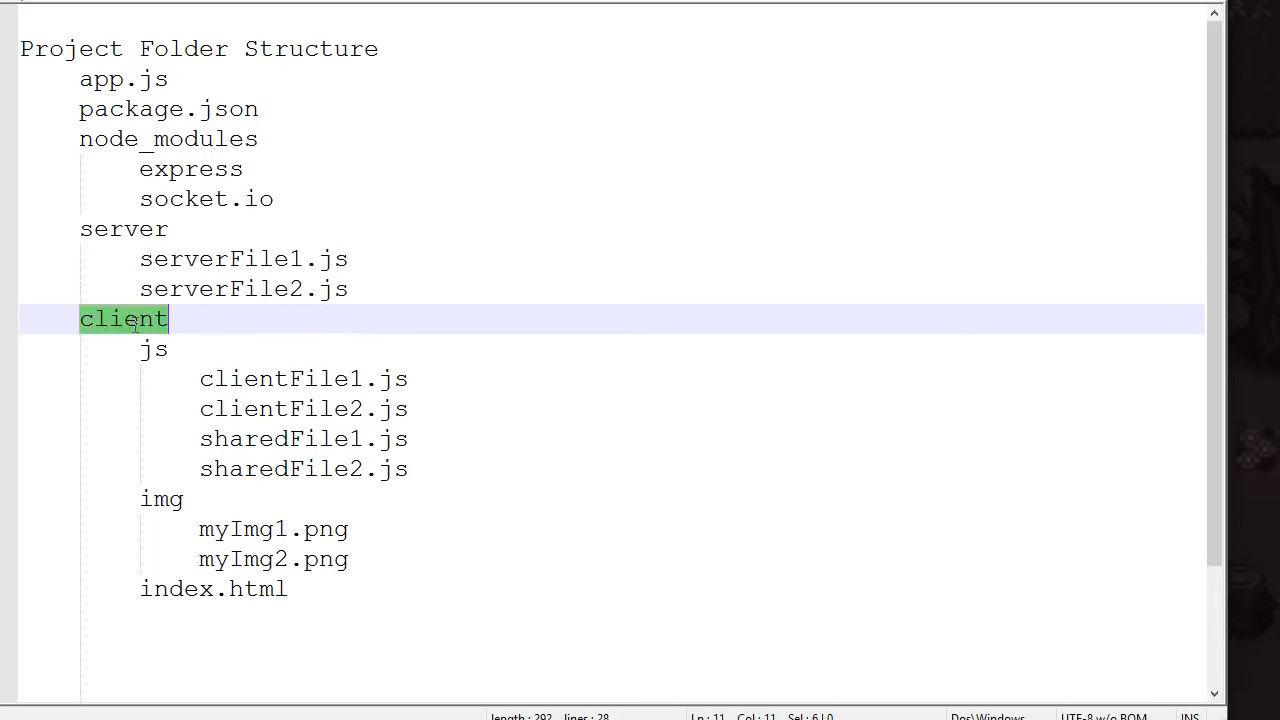 Project Folder Structure
app.js
package.json
node_modules
express
socket.io
server
serverFile1.js
serverFile2.js
client
js
clientFile1.js
clientFile2.js
sharedFile1.js
sharedFile2.js
img
myImg1.png
myImg2.png
index.html
length : 292 lines : 28 Ln : 11 Col : 11 Sel : 6 | 0 Dos\Windows UTF-8 w/o BOM INS